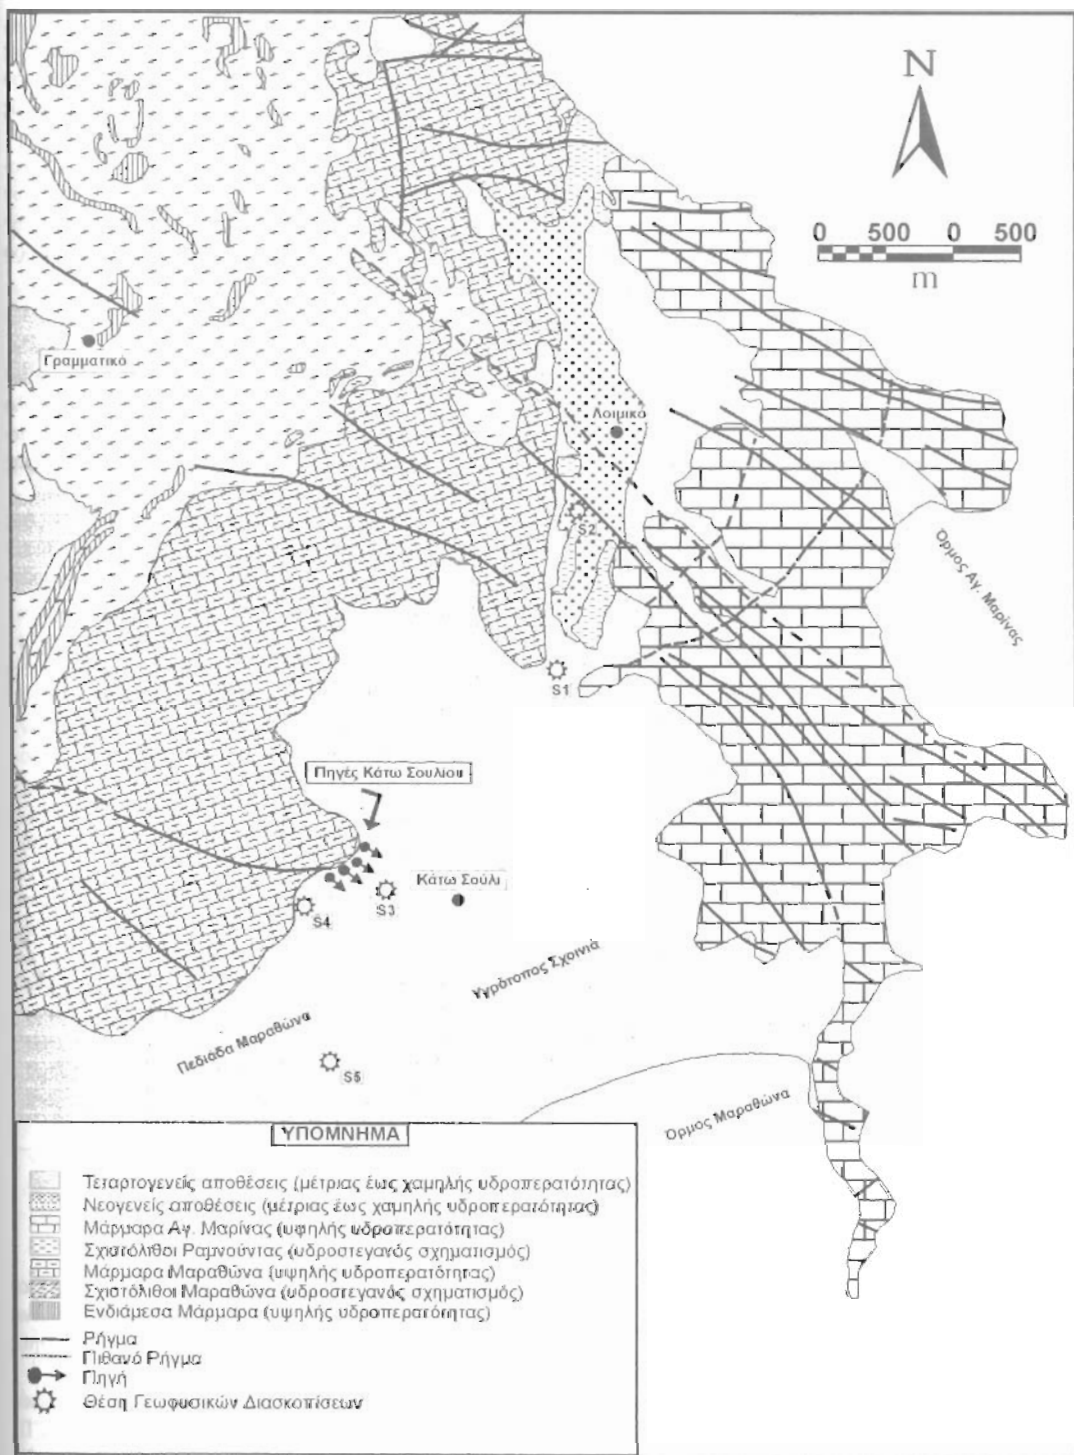 N
0 500 0 500
m
Γραμματικό
Λοιμικό
S2
Όρμος Αγ. Μαρίνας
S1
Πηγές Κάτω Σουλίου
Κάτω Σούλι
S3
S4
Υγρότοπος Σχοινιά
Πεδιάδα Μαραθώνα
S5
Όρμος Μαραθώνα
ΥΠΟΜΝΗΜΑ
Τεταρτογενείς αποθέσεις (μέτριας έως χαμηλής υδροπερατότητας)
Νεογενείς αποθέσεις (μέτριας έως χαμηλής υδροπερατότητας)
Μάρμαρα Αγ. Μαρίνας (υψηλής υδροπερατότητας)
Σχιστόλιθοι Ραμνούντας (υδροστεγανός σχηματισμός)
Μάρμαρα Μαραθώνα (υψηλής υδροπερατότητας)
Σχιστόλιθοι Μαραθώνα (υδροστεγανός σχηματισμός)
Ενδιάμεσα Μάρμαρα (υψηλής υδροπερατότητας)
Ρήγμα
Πιθανό Ρήγμα
Πηγή
Θέση Γεωφυσικών Διασκοπίσεων